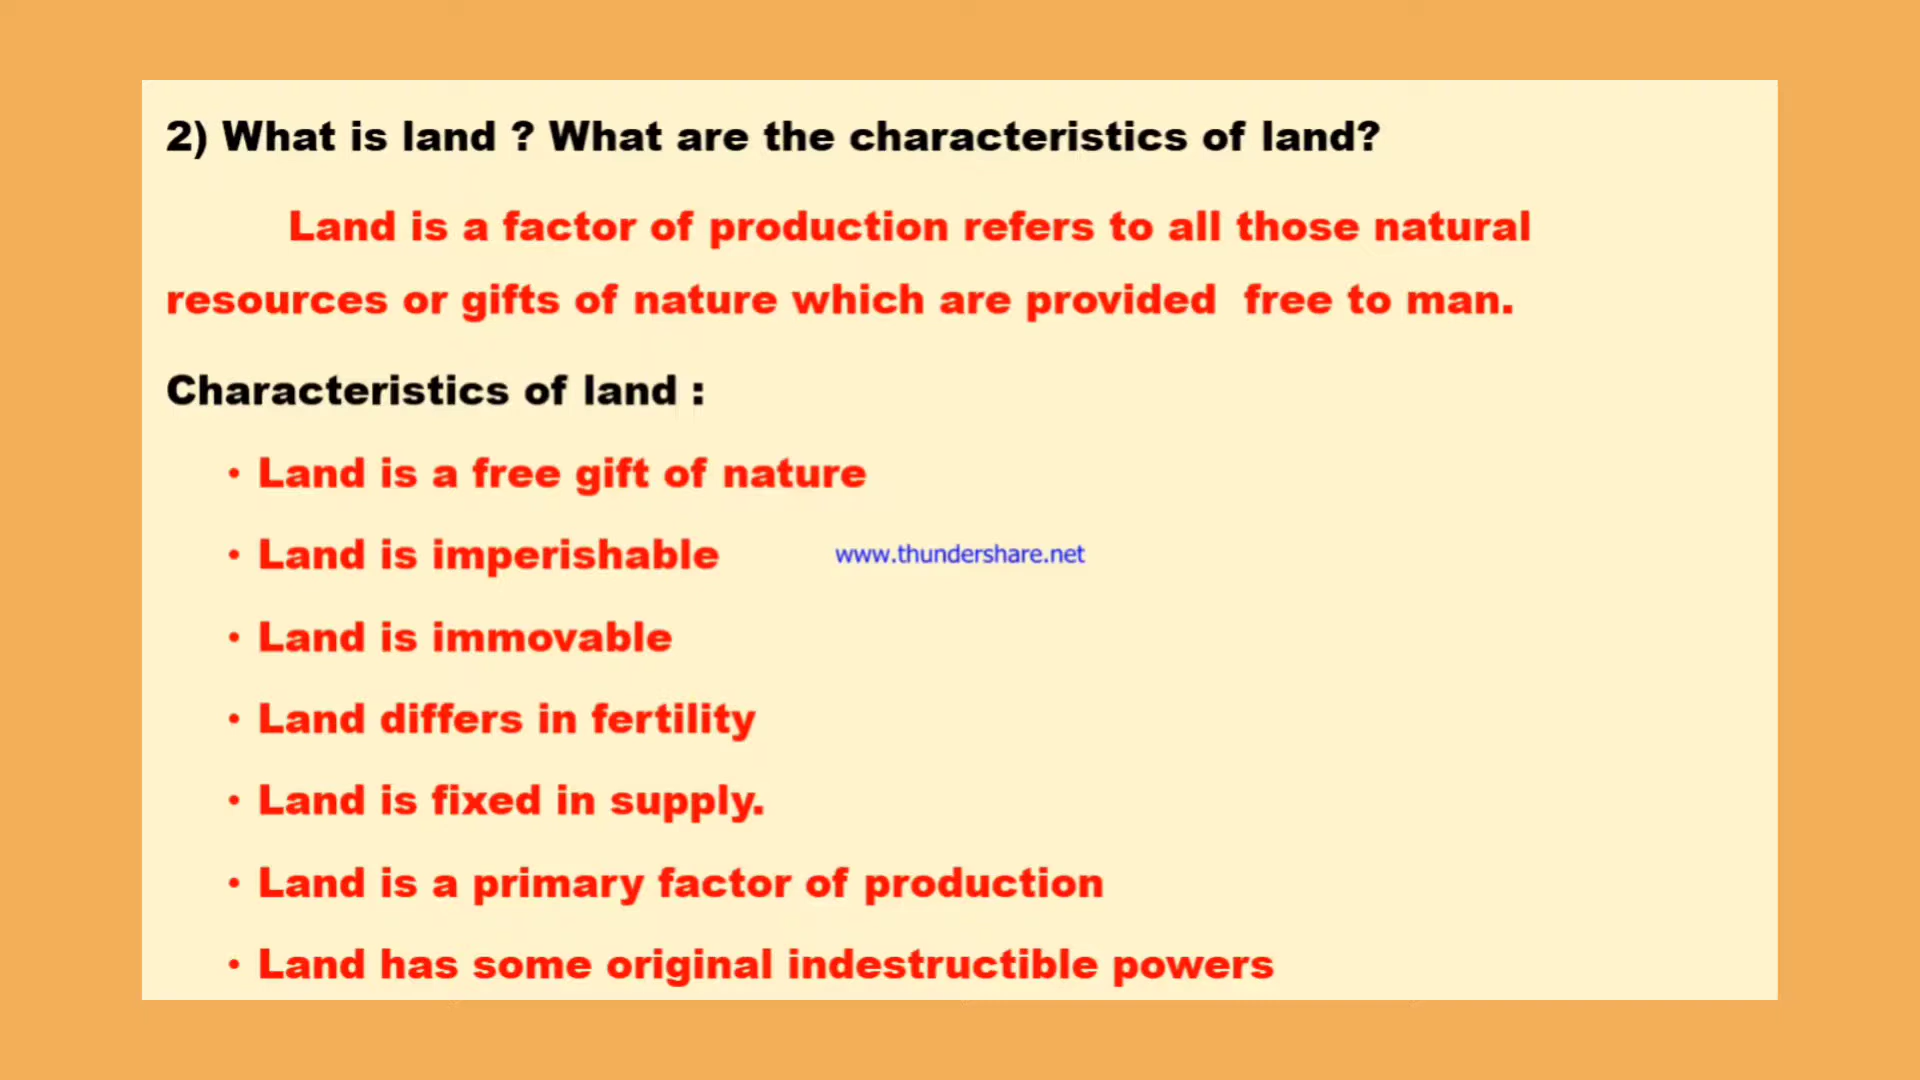 2) What is land ? What are the characteristics of land?
Land is a factor of production refers to all those natural
resources or gifts of nature which are provided free to man.
Characteristics of land :
• Land is a free gift of nature
• Land is imperishable
www.thundershare.net
• Land is immovable
• Land differs in fertility
• Land is fixed in supply.
• Land is a primary factor of production
• Land has some original indestructible powers